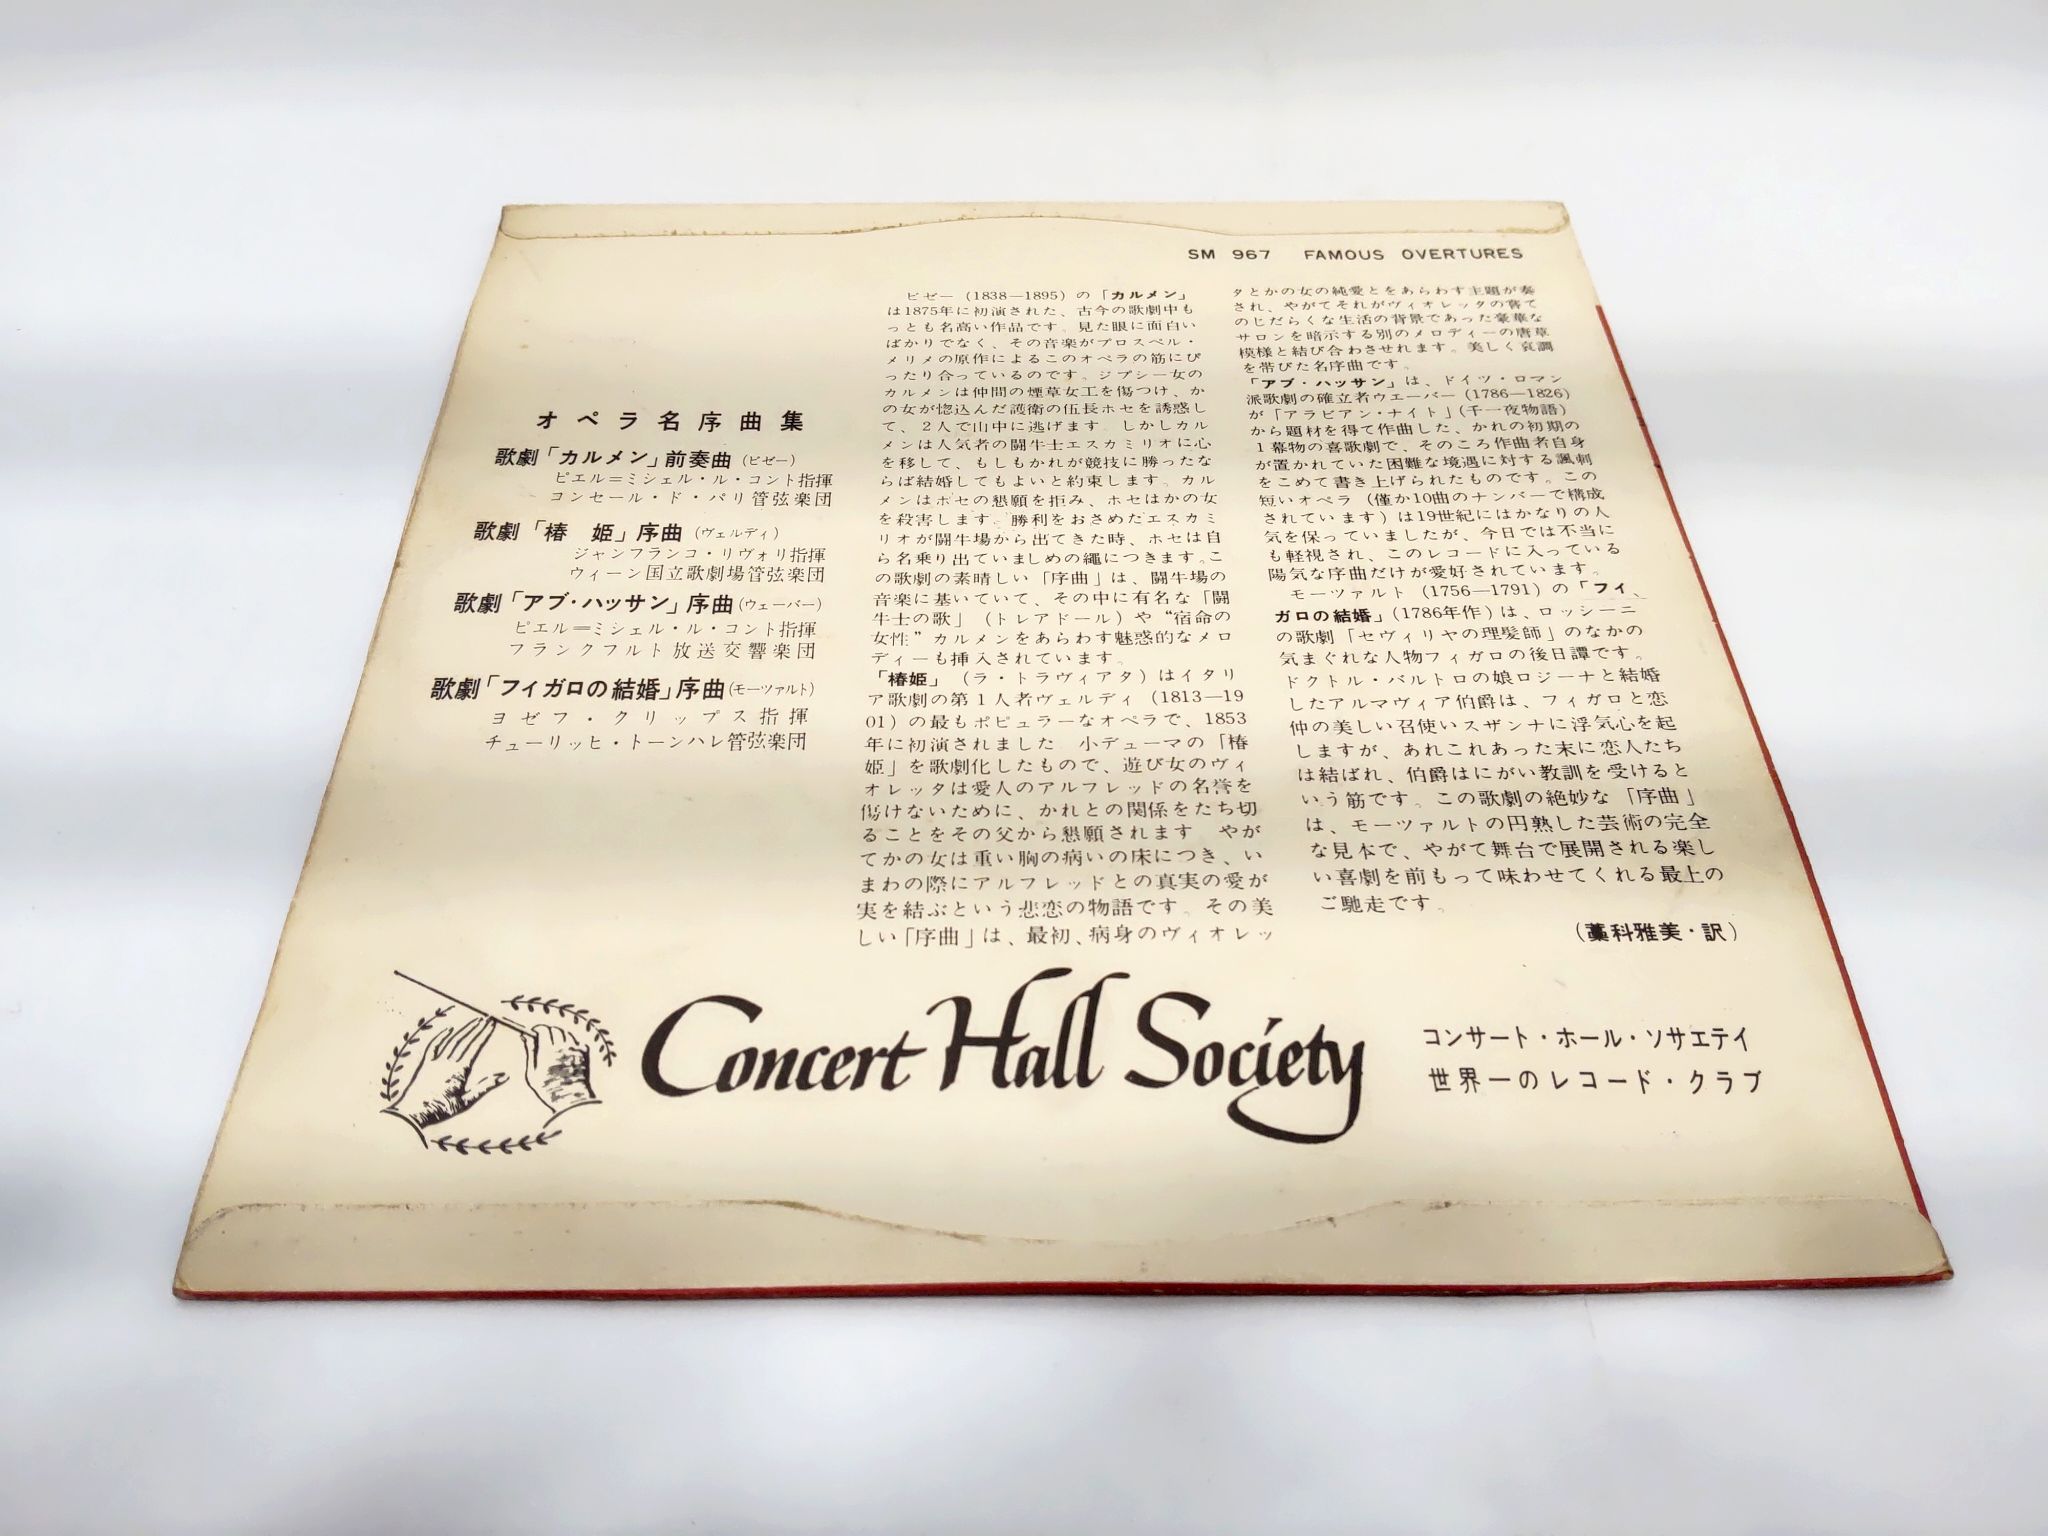 SM 967 FAMOUS OVERTURES
オペラ名序曲集
歌劇「カルメン」前奏曲(ビゼー)
ピエル＝ミシェル・ル・コント指揮
コンセール・ド・パリ管弦楽団
歌劇「椿　姫」序曲(ヴェルディ)
ジャンフランコ・リヴォリ指揮
ウィーン国立歌劇場管弦楽団
歌劇「アブ・ハッサン」序曲(ウェーバー)
ピエル＝ミシェル・ル・コント指揮
フランクフルト放送交響楽団
歌劇「フィガロの結婚」序曲(モーツァルト)
ヨゼフ・クリップス指揮
チューリッヒ・トーンハレ管弦楽団
ビゼー (1838—1895) の「カルメン」
は1875年に初演された、古今の歌劇中も
っとも名高い作品です。見た眼に面白い
ばかりでなく、その音楽がプロスペル・
メリメの原作によるこのオペラの筋にぴ
ったり合っているのです。ジプシー女の
カルメンは仲間の煙草女工を傷つけ、か
の女が惚込んだ護衛の伍長ホセを誘惑し
て、2人で山中に逃げます。しかしカル
メンは人気者の闘牛士エスカミリオに心
を移して、もしもかれが競技に勝ったな
らば結婚してもよいと約束します。カル
メンはホセの懇願を拒み、ホセはかの女
を殺害します。勝利をおさめたエスカミ
リオが闘牛場から出てきた時、ホセは自
ら名乗り出ていましめの縄につきます。こ
の歌劇の素晴しい「序曲」は、闘牛場の
音楽に基いていて、その中に有名な「闘
牛士の歌」（トレアドール）や“宿命の
女性”カルメンをあらわす魅惑的なメロ
ディーも挿入されています。
「椿姫」（ラ・トラヴィアタ）はイタリ
ア歌劇の第1人者ヴェルディ (1813—19
01) の最もポピュラーなオペラで、1853
年に初演されました。小デューマの「椿
姫」を歌劇化したもので、遊び女のヴィ
オレッタは愛人のアルフレッドの名誉を
傷けないために、かれとの関係をたち切
ることをその父から懇願されます。やが
てかの女は重い胸の病いの床につき、い
まわの際にアルフレッドとの真実の愛が
実を結ぶという悲恋の物語です。その美
しい「序曲」は、最初、病身のヴィオレッ
タとかの女の純愛とをあらわす主題が奏
され、やがてそれがヴィオレッタの嘗て
のじだらくな生活の背景であった豪華な
サロンを暗示する別のメロディーの唐草
模様と結び合わさせれます。美しく哀調
を帯びた名序曲です。
「アブ・ハッサン」は、ドイツ・ロマン
派歌劇の確立者ウエーバー (1786—1826)
が「アラビアン・ナイト」（千一夜物語）
から題材を得て作曲した、かれの初期の
1幕物の喜歌劇で、そのころ作曲者自身
が置かれていた困難な境遇に対する諷刺
をこめて書き上げられたものです。この
短いオペラ（僅か10曲のナンバーで構成
されています）は19世紀にはかなりの人
気を保っていましたが、今日では不当に
も軽視され、このレコードに入っている
陽気な序曲だけが愛好されています。
モーツァルト (1756—1791) の「フィ、
ガロの結婚」(1786年作) は、ロッシーニ
の歌劇「セヴィリヤの理髪師」のなかの
気まぐれな人物フィガロの後日譚です。
ドクトル・バルトロの娘ロジーナと結婚
したアルマヴィア伯爵は、フィガロと恋
仲の美しい召使いスザンナに浮気心を起
しますが、あれこれあった末に恋人たち
は結ばれ、伯爵はにがい教訓を受けると
いう筋です。この歌劇の絶妙な「序曲」
は、モーツァルトの円熟した芸術の完全
な見本で、やがて舞台で展開される楽し
い喜劇を前もって味わせてくれる最上の
ご馳走です。
（藁科雅美・訳）
Concert Hall Society
コンサート・ホール・ソサエテイ
世界一のレコード・クラブ